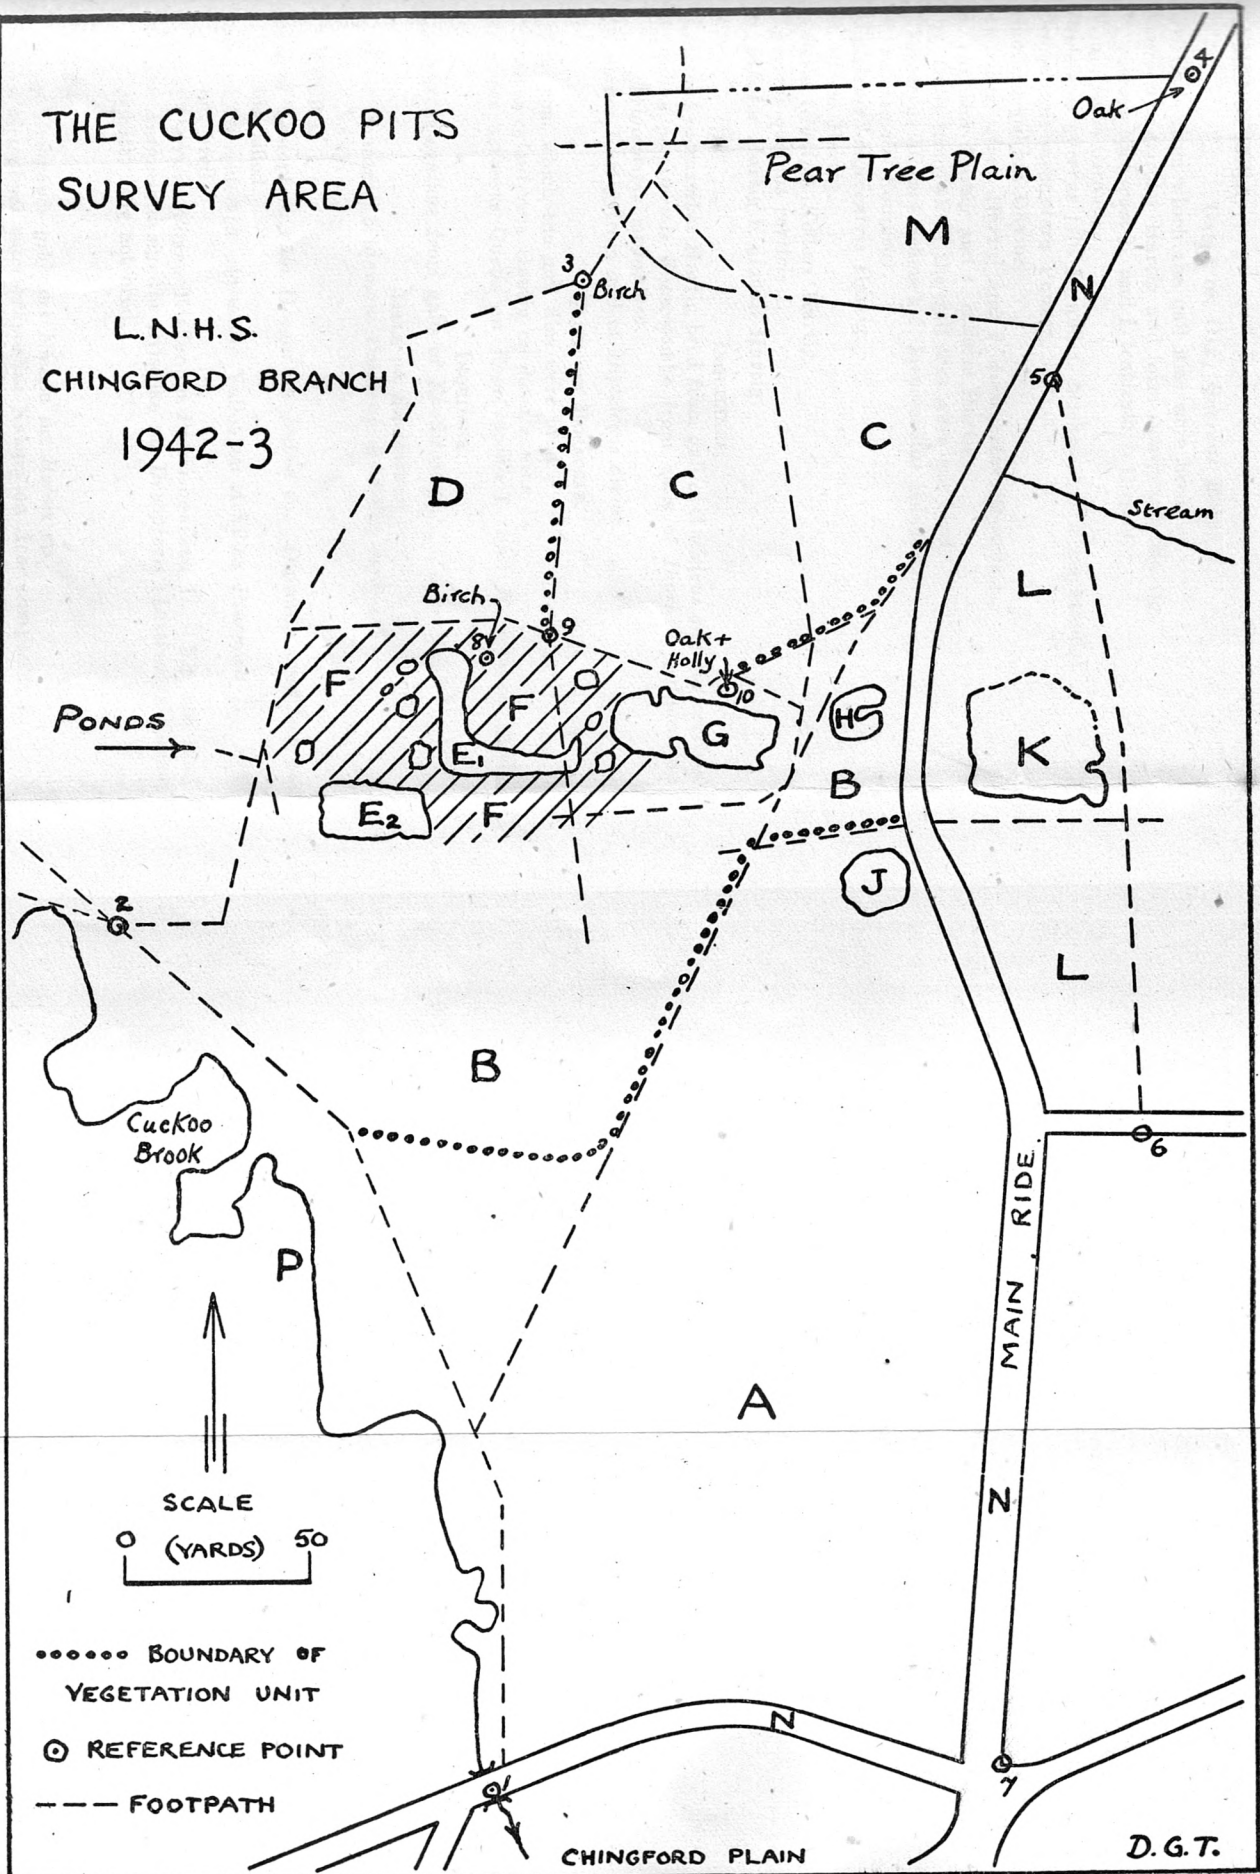 THE CUCKOO PITS
SURVEY AREA
L.N.H.S.
CHINGFORD BRANCH
1942-3
4
Oak
Pear Tree Plain
M
N
3
Birch
5
C
D
C
Stream
L
Birch
8
9
Oak +
Holly
10
F
F
PONDS
G
H
K
E1
B
E2
F
J
2
L
B
Cuckoo
Brook
6
P
MAIN RIDE
A
N
SCALE
0 (YARDS) 50
BOUNDARY OF
VEGETATION UNIT
REFERENCE POINT
FOOTPATH
N
1
7
CHINGFORD PLAIN
D.G.T.